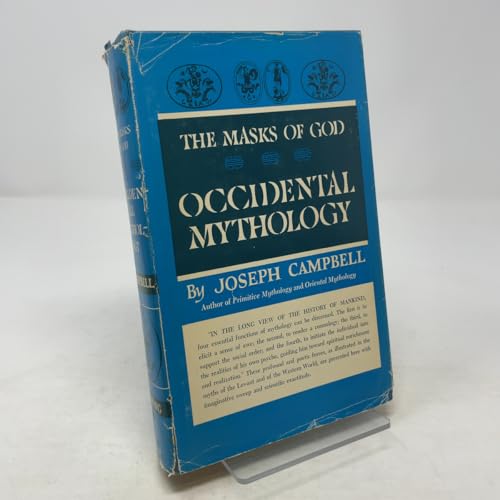 THE MASKS OF GOD
OCCIDENTAL
MYTHOLOGY
By JOSEPH CAMPBELL
Author of Primitive Mythology and Oriental Mythology
"IN THE LONG VIEW OF THE HISTORY OF MANKIND,
four essential functions of mythology can be discerned. The first is to
elicit a sense of awe; the second, to render a cosmology; the third, to
support the social order; and the fourth, to initiate the individual into
the realities of his own psyche, guiding him toward spiritual enrichment
and realization." These profound and poetic forces, as illustrated in the
myths of the Levant and of the Western World, are presented here with
imaginative sweep and scientific exactitude.